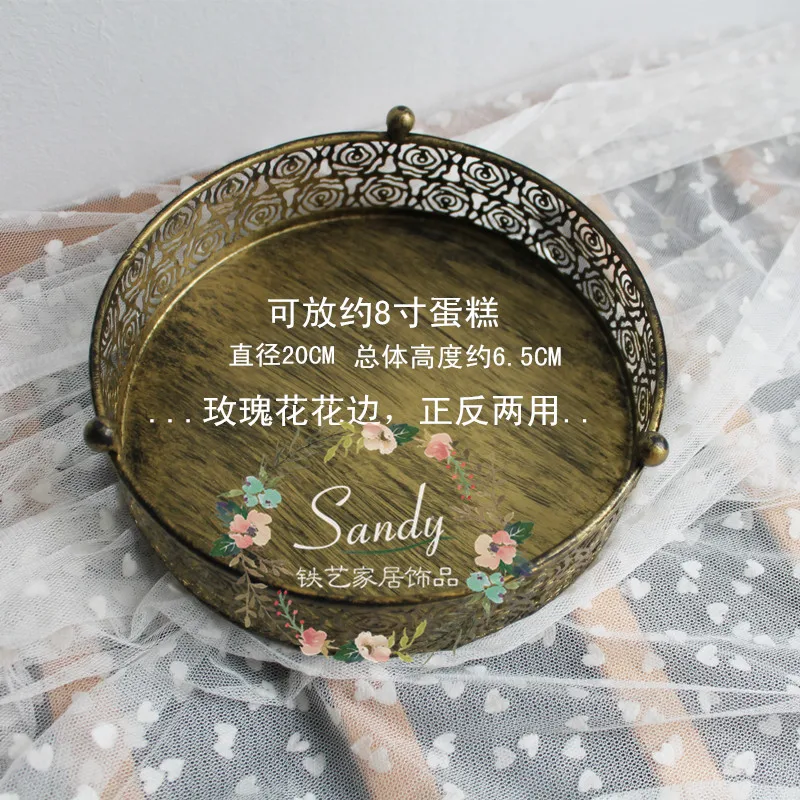 可放约8寸蛋糕
直径20CM 总体高度约6.5CM
...玫瑰花花边，正反两用..
Sandy
铁艺家居饰品